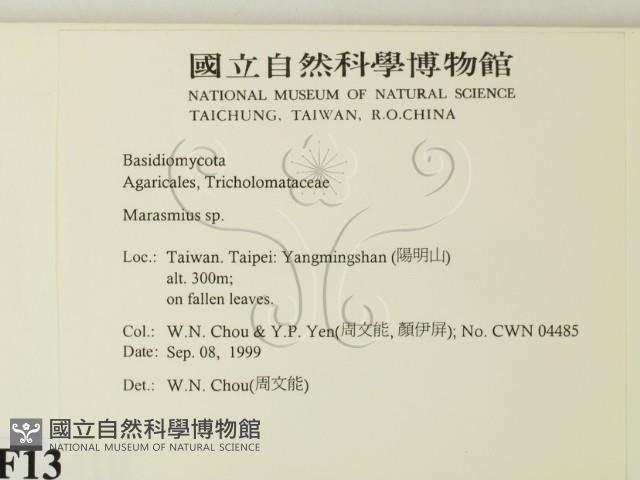 國立自然科學博物館
NATIONAL MUSEUM OF NATURAL SCIENCE
TAICHUNG, TAIWAN, R.O.CHINA
Basidiomycota
Agaricales, Tricholomataceae
Marasmius sp.
Loc.: Taiwan. Taipei: Yangmingshan (陽明山)
alt. 300m;
on fallen leaves.
Col.: W.N. Chou & Y.P. Yen(周文能, 顏伊屏); No. CWN 04485
Date: Sep. 08, 1999
Det.: W.N. Chou(周文能)
國立自然科學博物館
NATIONAL MUSEUM OF NATURAL SCIENCE
F13